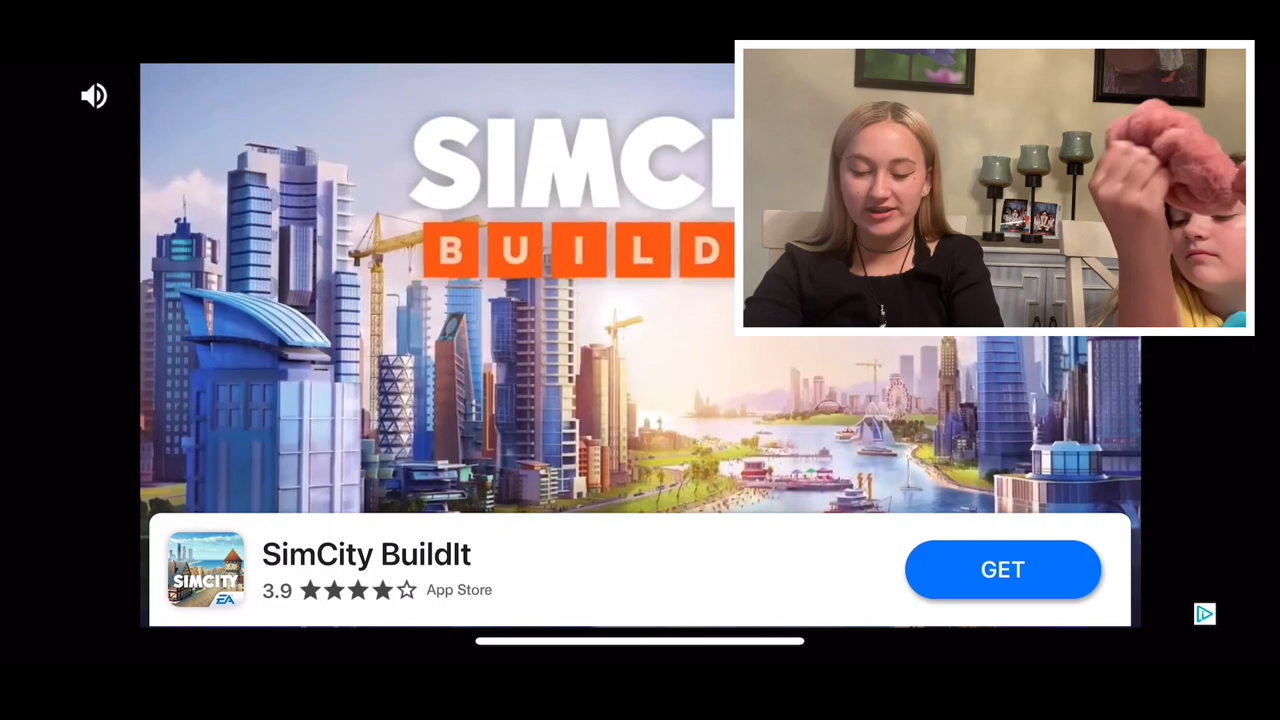 SIMCI
BUILD
SimCity BuildIt
3.9 App Store
GET
SIMCITY
EA